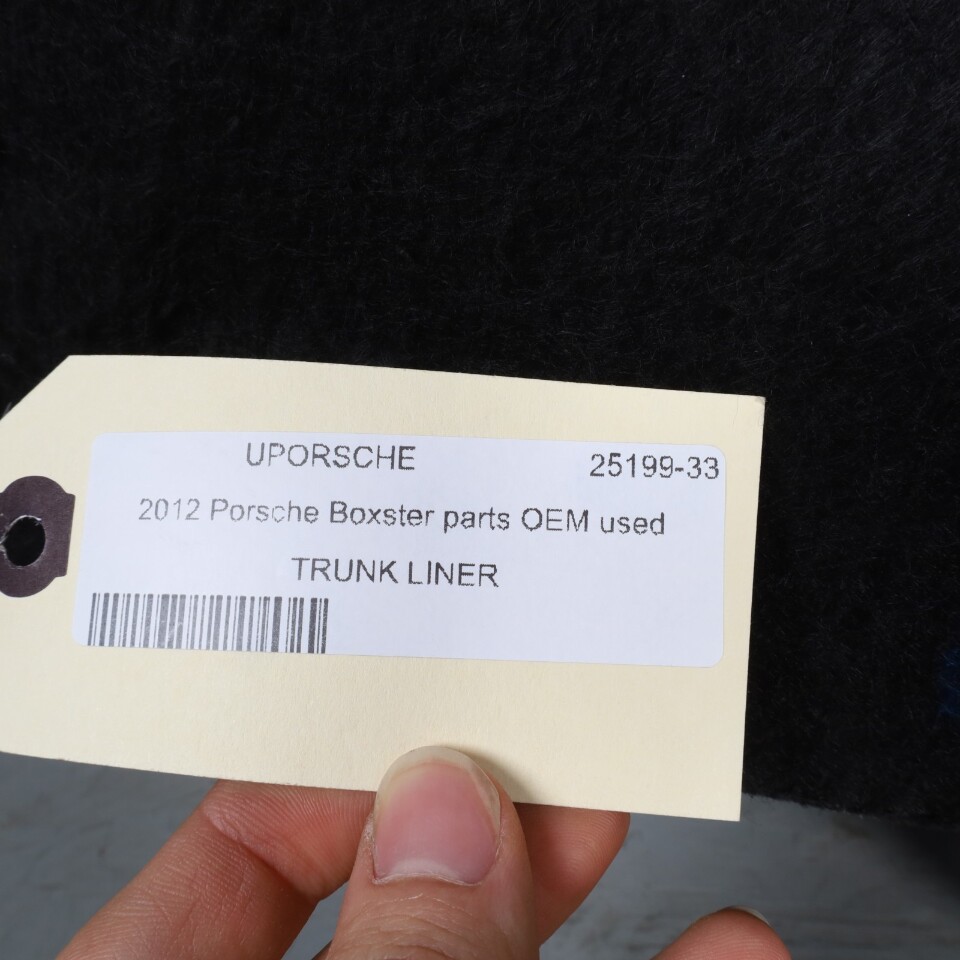 UPORSCHE 25199-33
2012 Porsche Boxster parts OEM used
TRUNK LINER